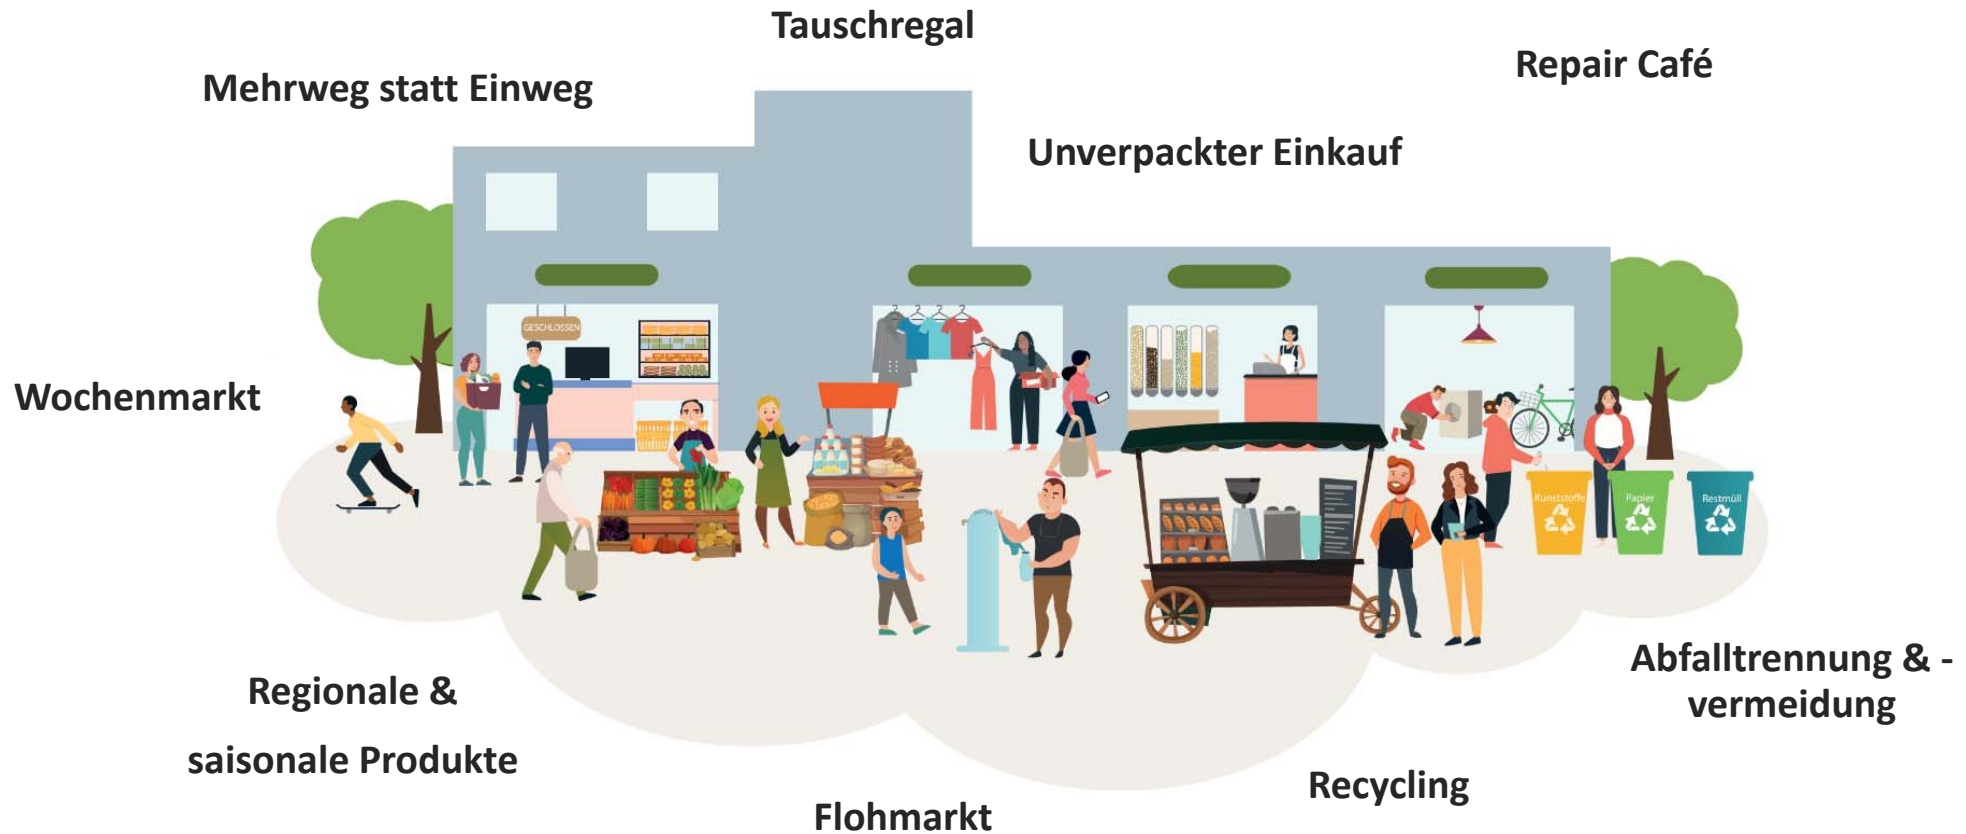 Tauschregal
Repair Café
Mehrweg statt Einweg
Unverpackter Einkauf
GESCHLOSSEN
Wochenmarkt
Kunststoffe
Papier
Restmüll
Abfalltrennung & -
vermeidung
Regionale &
saisonale Produkte
Recycling
Flohmarkt